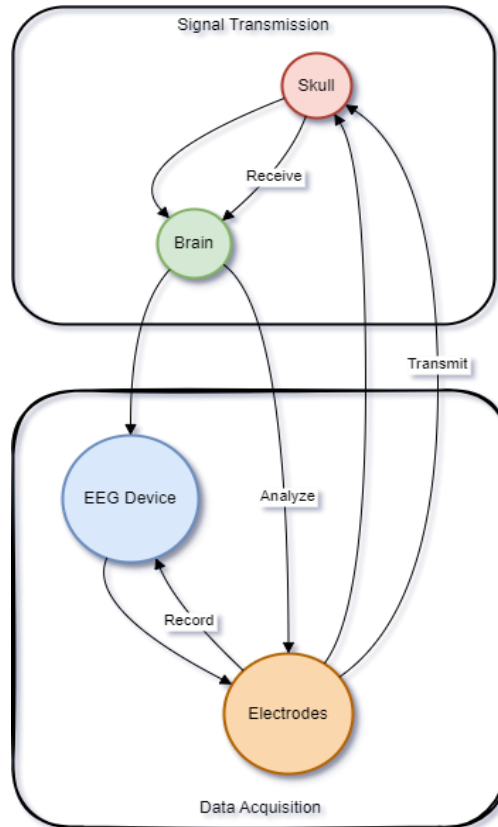 Signal Transmission
Skull
Receive
Brain
Transmit
EEG Device
Analyze
Record
Electrodes
Data Acquisition